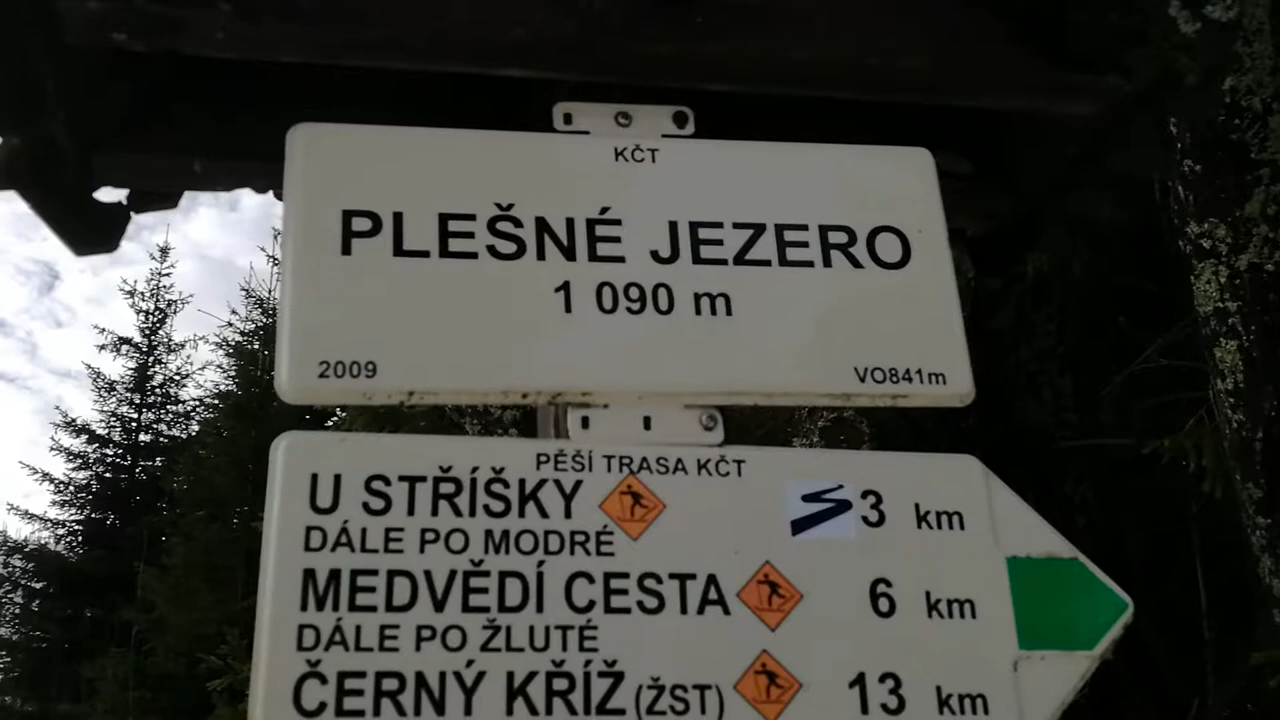 KČT
PLEŠNÉ JEZERO
1 090 m
2009 VO841m
PĚŠÍ TRASA KČT
U STŘÍŠKY 3 km
DÁLE PO MODRÉ
MEDVĚDÍ CESTA 6 km
DÁLE PO ŽLUTÉ
ČERNÝ KŘÍŽ (ŽST) 13 km